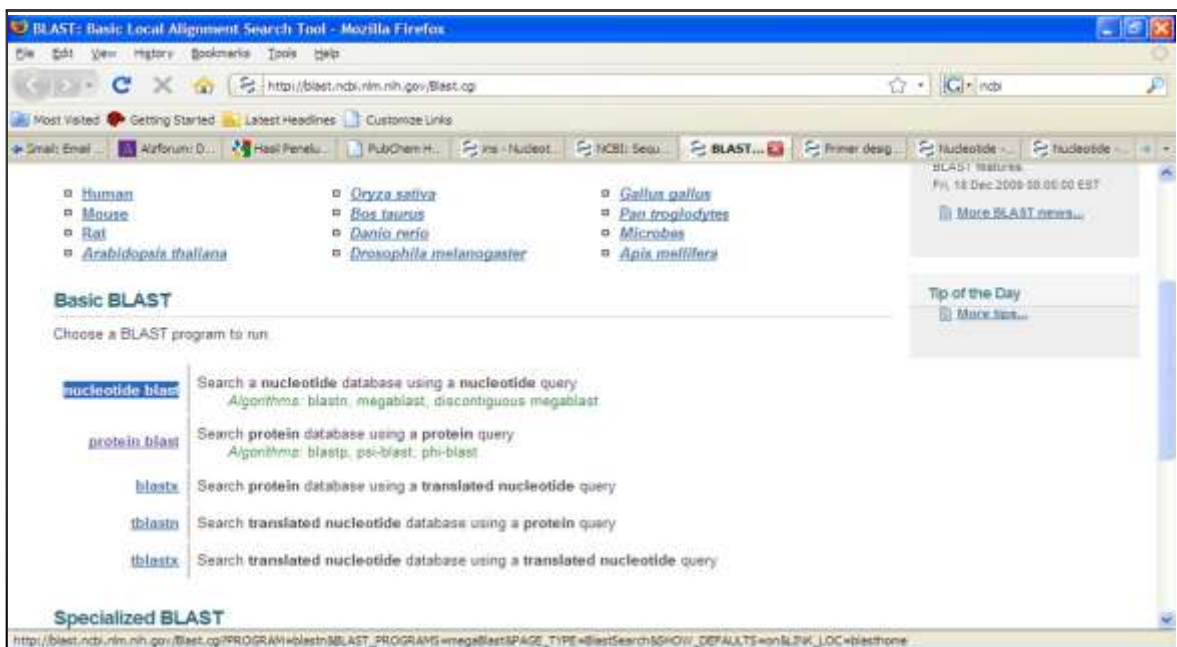 BLAST: Basic Local Alignment Search Tool - Mozilla Firefox
File Edit View History Bookmarks Tools Help
http://blast.ncbi.nlm.nih.gov/Blast.cgi
ncbi
Most Visited Getting Started Latest Headlines Customize Links
Gmail: Email ... Alzforum: D... Hasil Penelu... PubChem H... ins - Nucleot... NCBI: Sequ... BLAST... Primer desig... Nucleotide -... Nucleotide -...
BLAST features.
Fri, 18 Dec 2009 08:00:00 EST
More BLAST news...
Human Oryza sativa Gallus gallus
Mouse Bos taurus Pan troglodytes
Rat Danio rerio Microbes
Arabidopsis thaliana Drosophila melanogaster Apis mellifera
Tip of the Day
More tips...
Basic BLAST
Choose a BLAST program to run.
nucleotide blast Search a nucleotide database using a nucleotide query
Algorithms: blastn, megablast, discontiguous megablast
protein blast Search protein database using a protein query
Algorithms: blastp, psi-blast, phi-blast
blastx Search protein database using a translated nucleotide query
tblastn Search translated nucleotide database using a protein query
tblastx Search translated nucleotide database using a translated nucleotide query
Specialized BLAST
http://blast.ncbi.nlm.nih.gov/Blast.cgi?PROGRAM=blastn&BLAST_PROGRAMS=megaBlast&PAGE_TYPE=BlastSearch&SHOW_DEFAULTS=on&LINK_LOC=blasthome